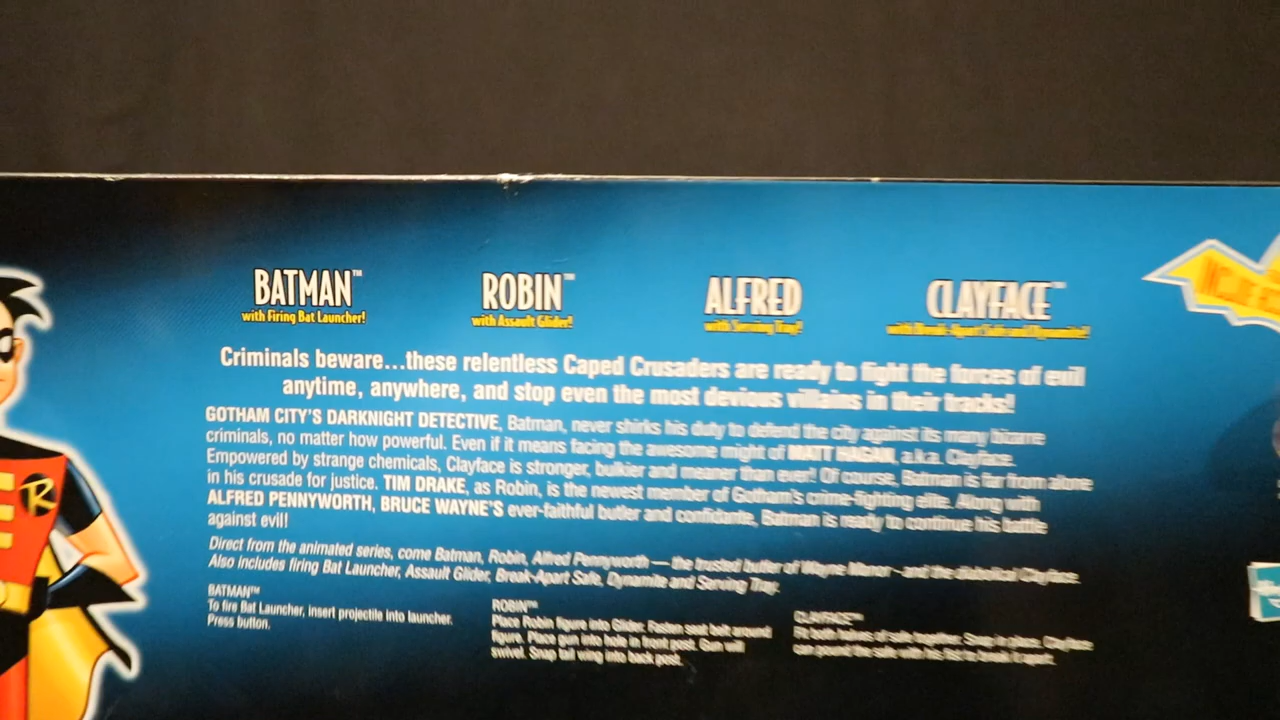 BATMAN™
with Firing Bat Launcher!
ROBIN™
with Assault Glider!
ALFRED
with Serving Tray!
CLAYFACE™
with Break-Apart Safe and Dynamite!
Criminals beware...these relentless Caped Crusaders are ready to fight the forces of evil
anytime, anywhere, and stop even the most devious villains in their tracks!
GOTHAM CITY'S DARKNIGHT DETECTIVE, Batman, never shirks his duty to defend the city against its many bizarre
criminals, no matter how powerful. Even if it means facing the awesome might of MATT HAGAN, a.k.a. Clayface.
Empowered by strange chemicals, Clayface is stronger, bulkier and meaner than ever! Of course, Batman is far from alone
in his crusade for justice. TIM DRAKE, as Robin, is the newest member of Gotham's crime-fighting elite. Along with
ALFRED PENNYWORTH, BRUCE WAYNE'S ever-faithful butler and confidante, Batman is ready to continue his battle
against evil!
Direct from the animated series, come Batman, Robin, Alfred Pennyworth — the trusted butler of Wayne Manor - and the diabolical Clayface.
Also includes firing Bat Launcher, Assault Glider, Break-Apart Safe, Dynamite and Serving Tray.
BATMAN™
To fire Bat Launcher, insert projectile into launcher.
Press button.
ROBIN™
Place Robin figure into Glider. Fasten seat belt around
figure. Place gun into hole in front post. Gun will
swivel. Snap tail wing into back post.
CLAYFACE™
Fit both halves of safe together. Snap in place. Clayface
can pound the safe with his fist to break it apart.
R